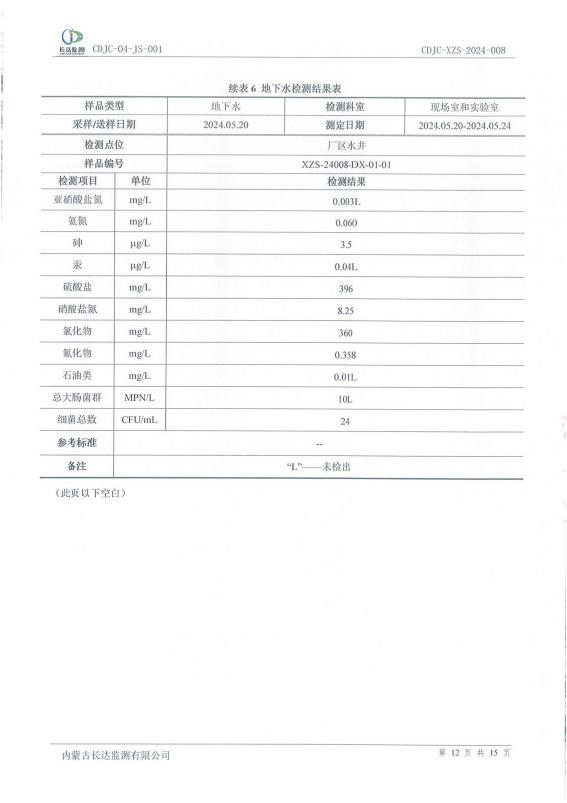 长达监测 CDJC-04-JS-001 CDJC-XZS-2024-008
续表 6 地下水检测结果表
样品类型 地下水 检测科室 现场室和实验室
采样/送样日期 2024.05.20 测定日期 2024.05.20-2024.05.24
检测点位 厂区水井
样品编号 XZS-24008-DX-01-01
检测项目 单位 检测结果
亚硝酸盐氮 mg/L 0.003L
氨氮 mg/L 0.060
砷 μg/L 3.5
汞 μg/L 0.04L
硫酸盐 mg/L 396
硝酸盐氮 mg/L 8.25
氯化物 mg/L 360
氟化物 mg/L 0.358
石油类 mg/L 0.01L
总大肠菌群 MPN/L 10L
细菌总数 CFU/mL 24
参考标准 --
备注 “L”——未检出
（此页以下空白）
内蒙古长达监测有限公司 第 12 页 共 15 页